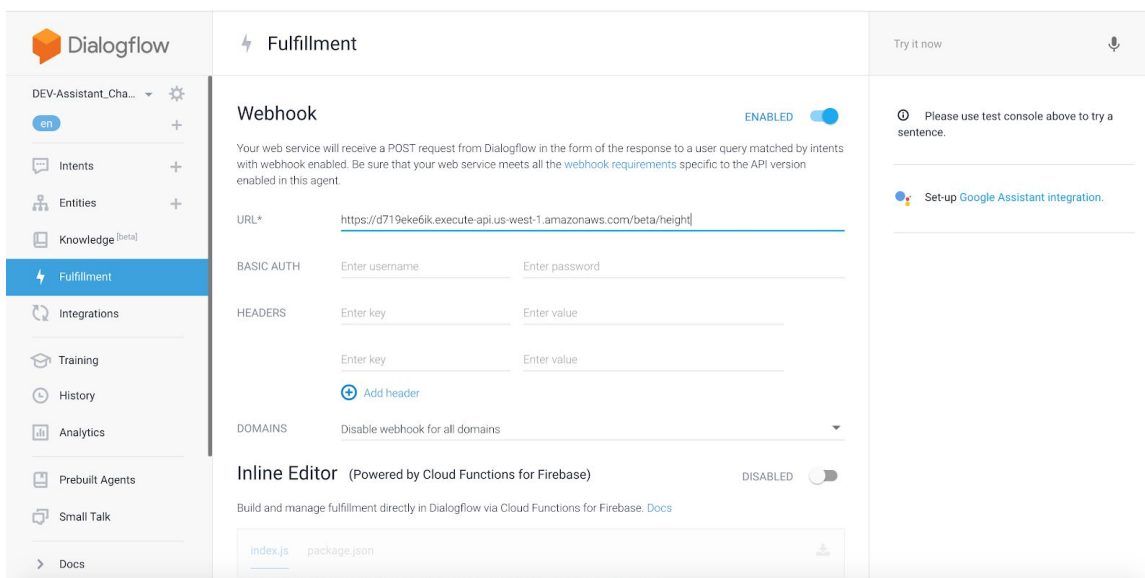 Dialogflow
DEV-Assistant_Cha...
en
Intents
Entities
Knowledge [beta]
Fulfillment
Integrations
Training
History
Analytics
Prebuilt Agents
Small Talk
Docs
Fulfillment
Webhook
ENABLED
Your web service will receive a POST request from Dialogflow in the form of the response to a user query matched by intents
with webhook enabled. Be sure that your web service meets all the webhook requirements specific to the API version
enabled in this agent.
URL* https://d719eke6ik.execute-api.us-west-1.amazonaws.com/beta/height
BASIC AUTH Enter username Enter password
HEADERS Enter key Enter value
Enter key Enter value
Add header
DOMAINS Disable webhook for all domains
Inline Editor (Powered by Cloud Functions for Firebase) DISABLED
Build and manage fulfillment directly in Dialogflow via Cloud Functions for Firebase. Docs
index.js package.json
Try it now
Please use test console above to try a
sentence.
Set-up Google Assistant integration.